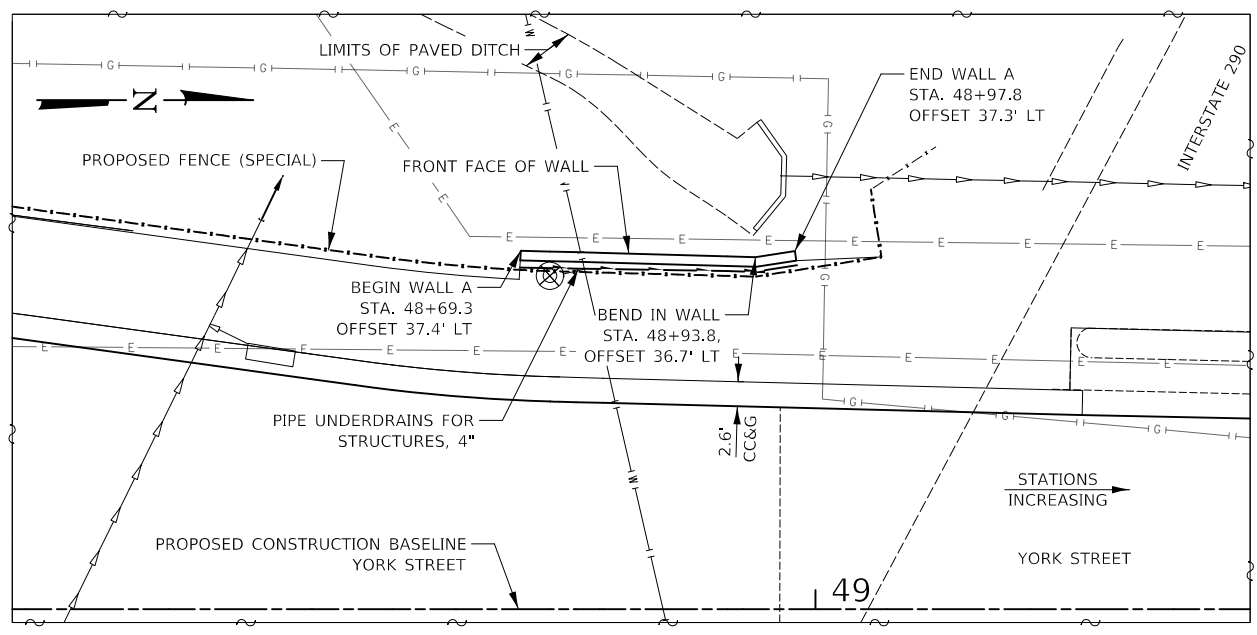 LIMITS OF PAVED DITCH
END WALL A
STA. 48+97.8
OFFSET 37.3' LT
INTERSTATE 290
N
PROPOSED FENCE (SPECIAL)
FRONT FACE OF WALL
BEGIN WALL A
STA. 48+69.3
OFFSET 37.4' LT
BEND IN WALL
STA. 48+93.8,
OFFSET 36.7' LT
PIPE UNDERDRAINS FOR
STRUCTURES, 4"
2.6'
CC&G
STATIONS
INCREASING
PROPOSED CONSTRUCTION BASELINE
YORK STREET
YORK STREET
49
W
G G G G G
G
G
G G G G
E
E
E
E E E E E E E E E
E E E E E E E E E E E E E
W
W
W